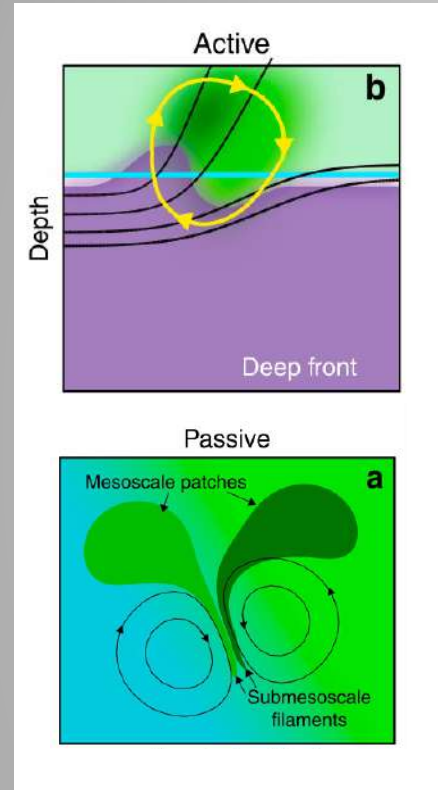 Active
b
Depth
Deep front
Passive
Mesoscale patches
a
Submesoscale
filaments